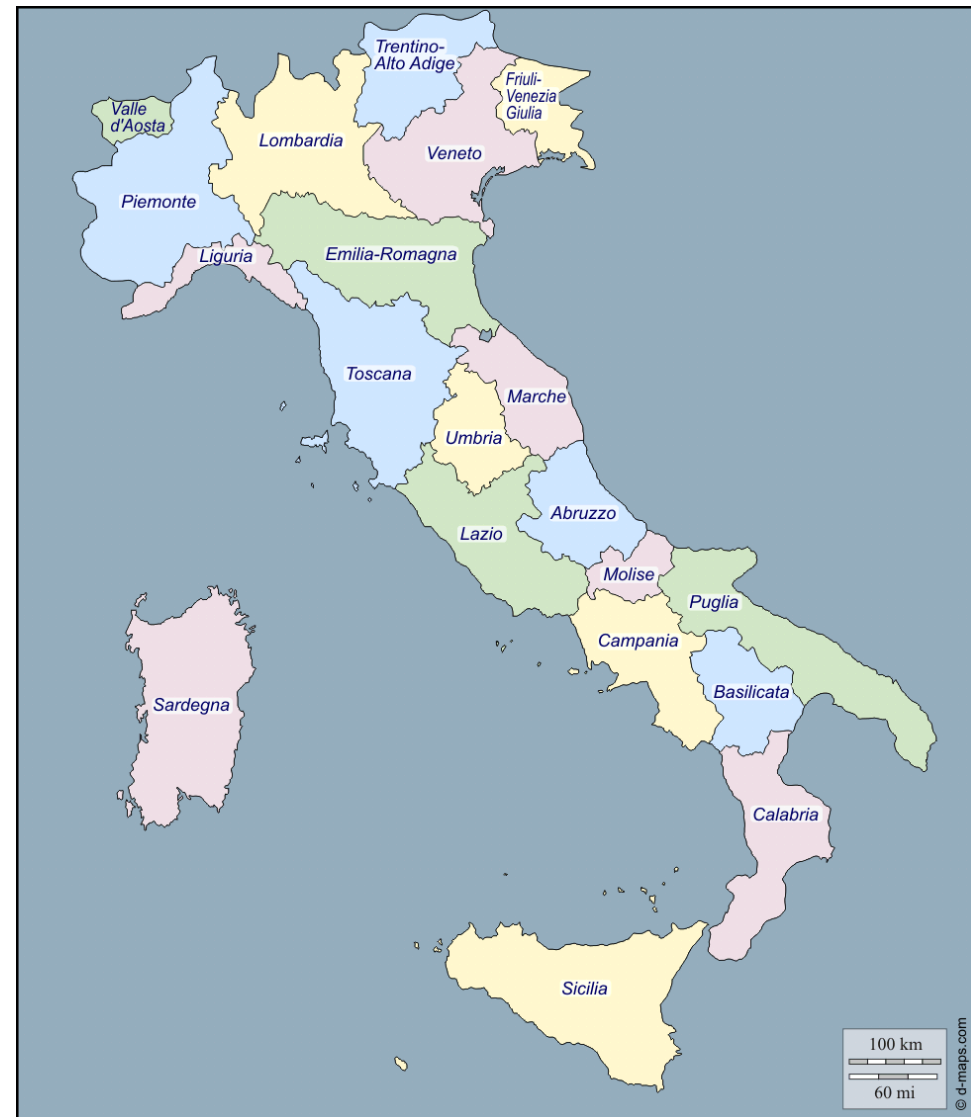 Trentino-
Alto Adige
Friuli-
Venezia
Giulia
Valle
d'Aosta
Lombardia
Veneto
Piemonte
Liguria
Emilia-Romagna
Toscana
Marche
Umbria
Abruzzo
Lazio
Molise
Puglia
Campania
Basilicata
Sardegna
Calabria
Sicilia
100 km
60 mi
© d-maps.com